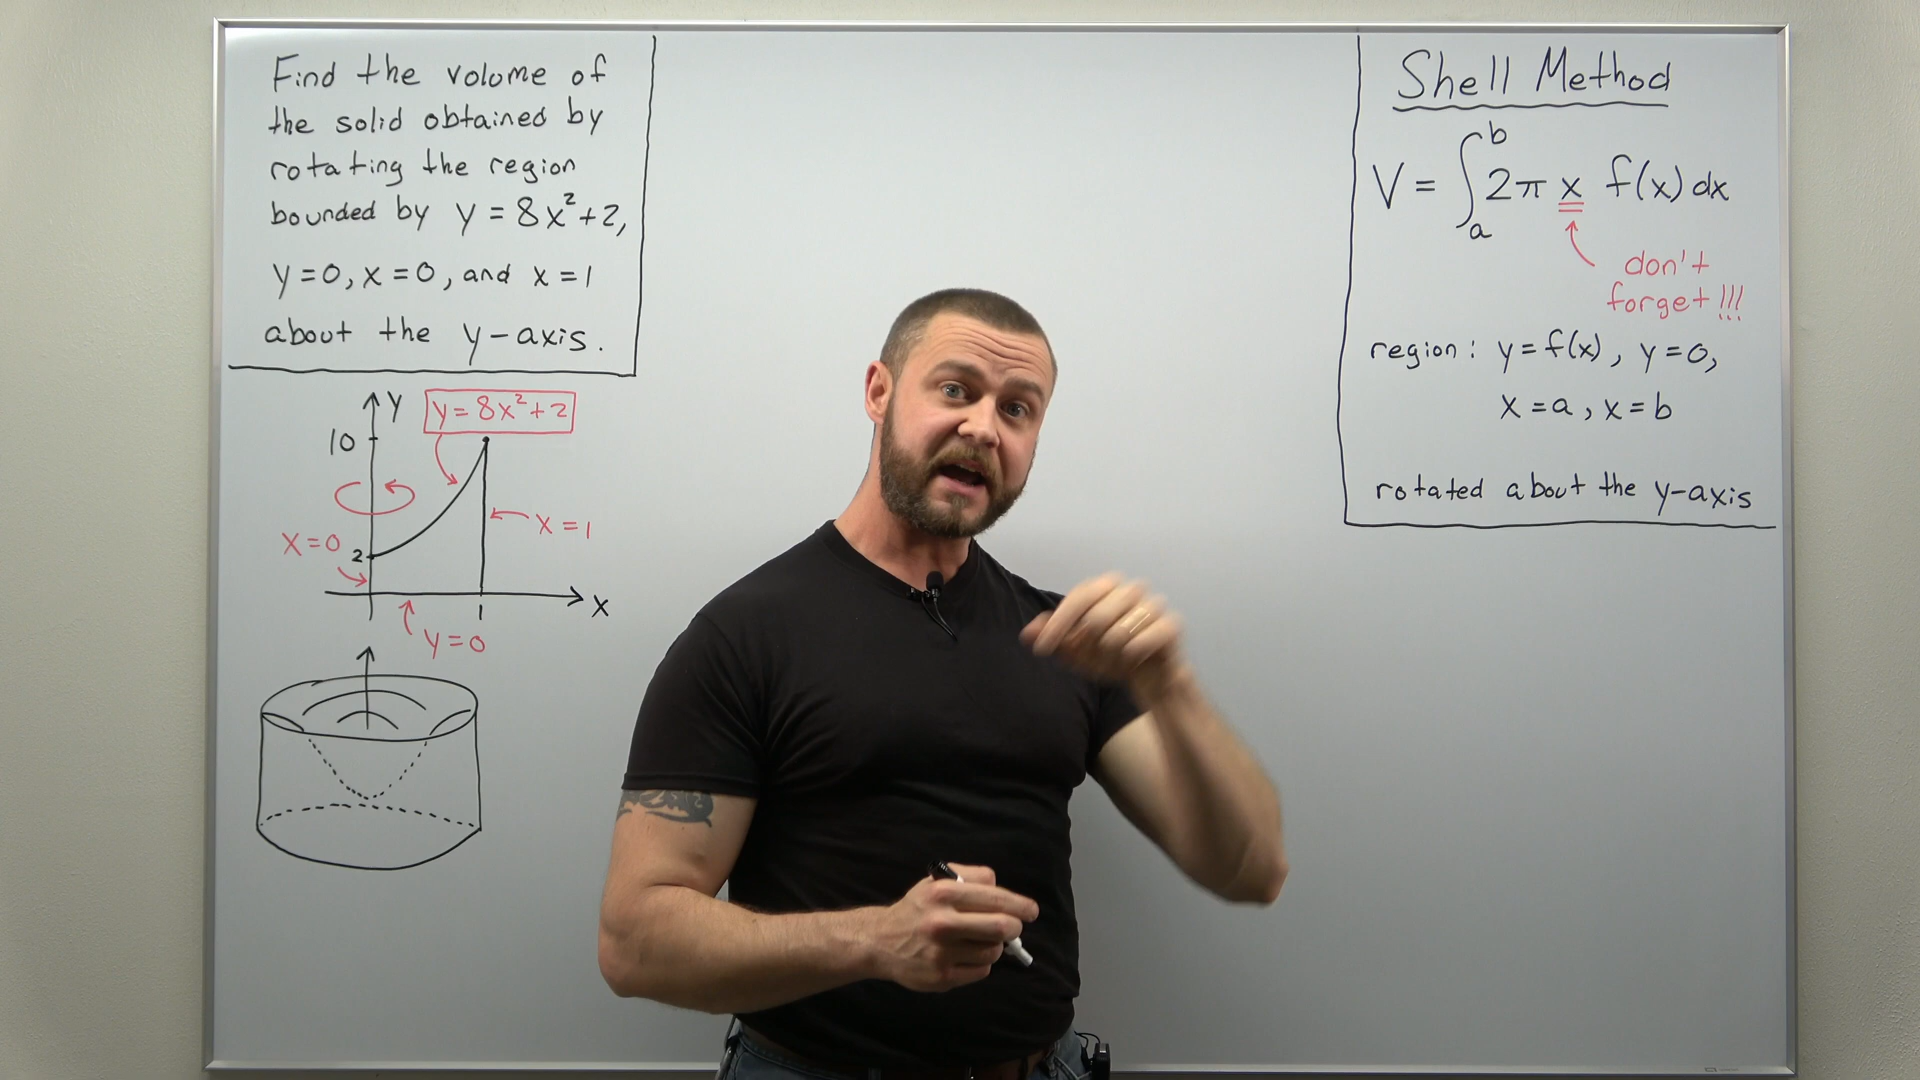 Find the volume of
the solid obtained by
rotating the region
bounded by y = 8x²+2,
y=0, x=0, and x=1
about the y-axis.
y
y=8x²+2
10
x=1
x=0
2
x
1
y=0
Shell Method
V = ∫ₐᵇ 2π x f(x) dx
don't
forget!!!
region: y=f(x), y=0,
x=a, x=b
rotated about the y-axis